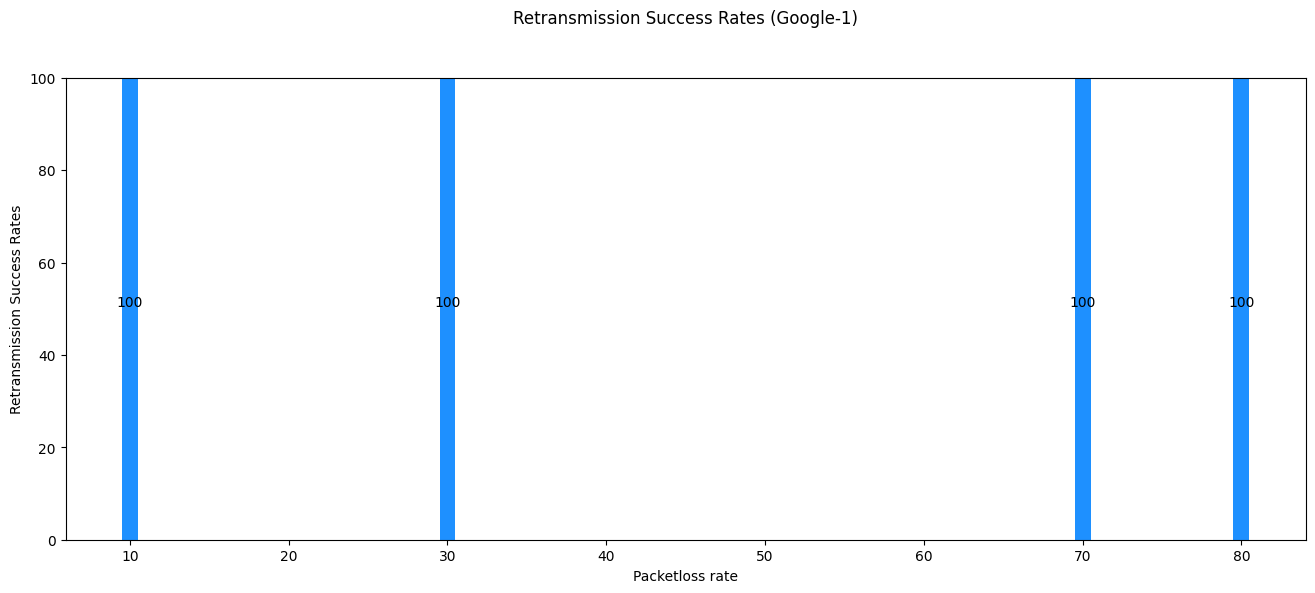 Retransmission Success Rates (Google-1)
100
80
60
40
20
0
Retransmission Success Rates
100 100 100 100
10 20 30 40 50 60 70 80
Packetloss rate